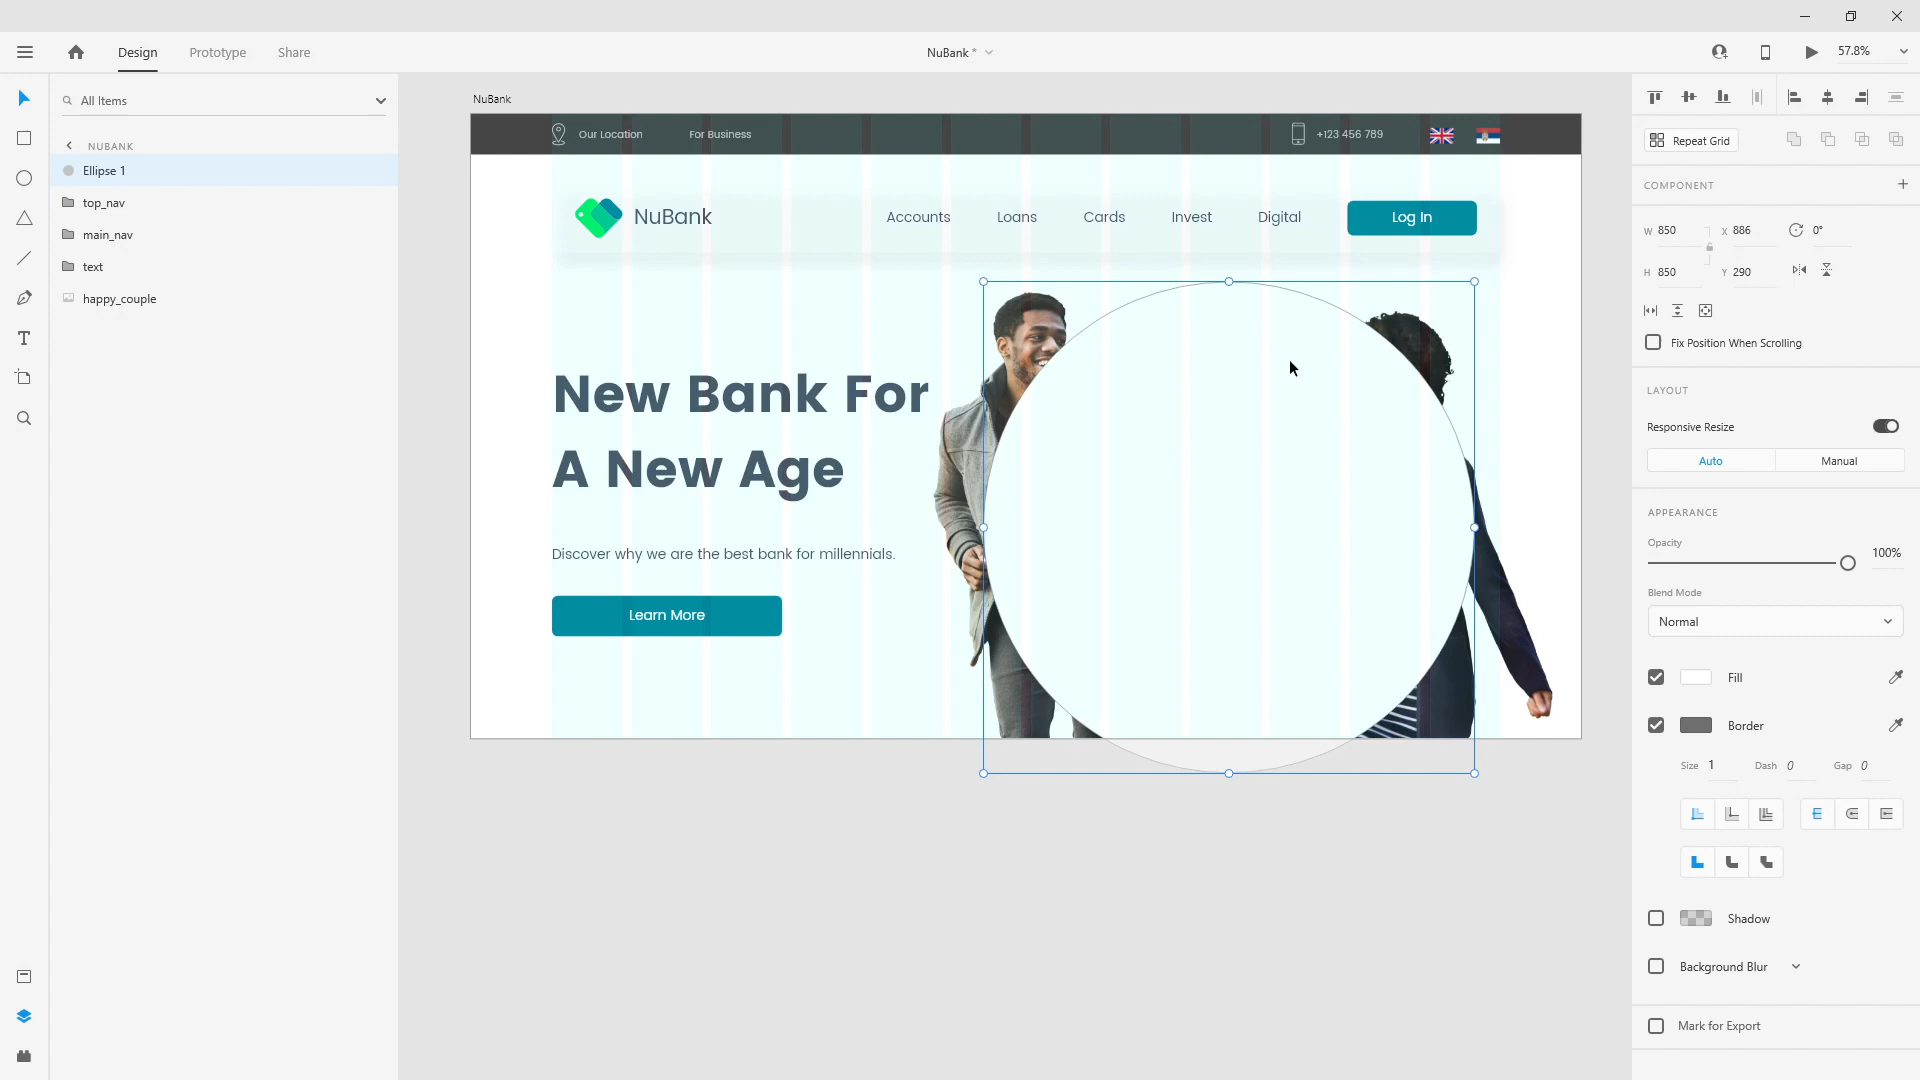 Design
Prototype
Share
NuBank *
57.8%
All Items
NUBANK
Ellipse 1
top_nav
main_nav
text
happy_couple
NuBank
Our Location
For Business
+123 456 789
NuBank
Accounts
Loans
Cards
Invest
Digital
Log In
New Bank For
A New Age
Discover why we are the best bank for millennials.
Learn More
Repeat Grid
COMPONENT
W 850
X 886
0°
H 850
Y 290
Fix Position When Scrolling
LAYOUT
Responsive Resize
Auto
Manual
APPEARANCE
Opacity
100%
Blend Mode
Normal
Fill
Border
Size 1
Dash 0
Gap 0
Shadow
Background Blur
Mark for Export